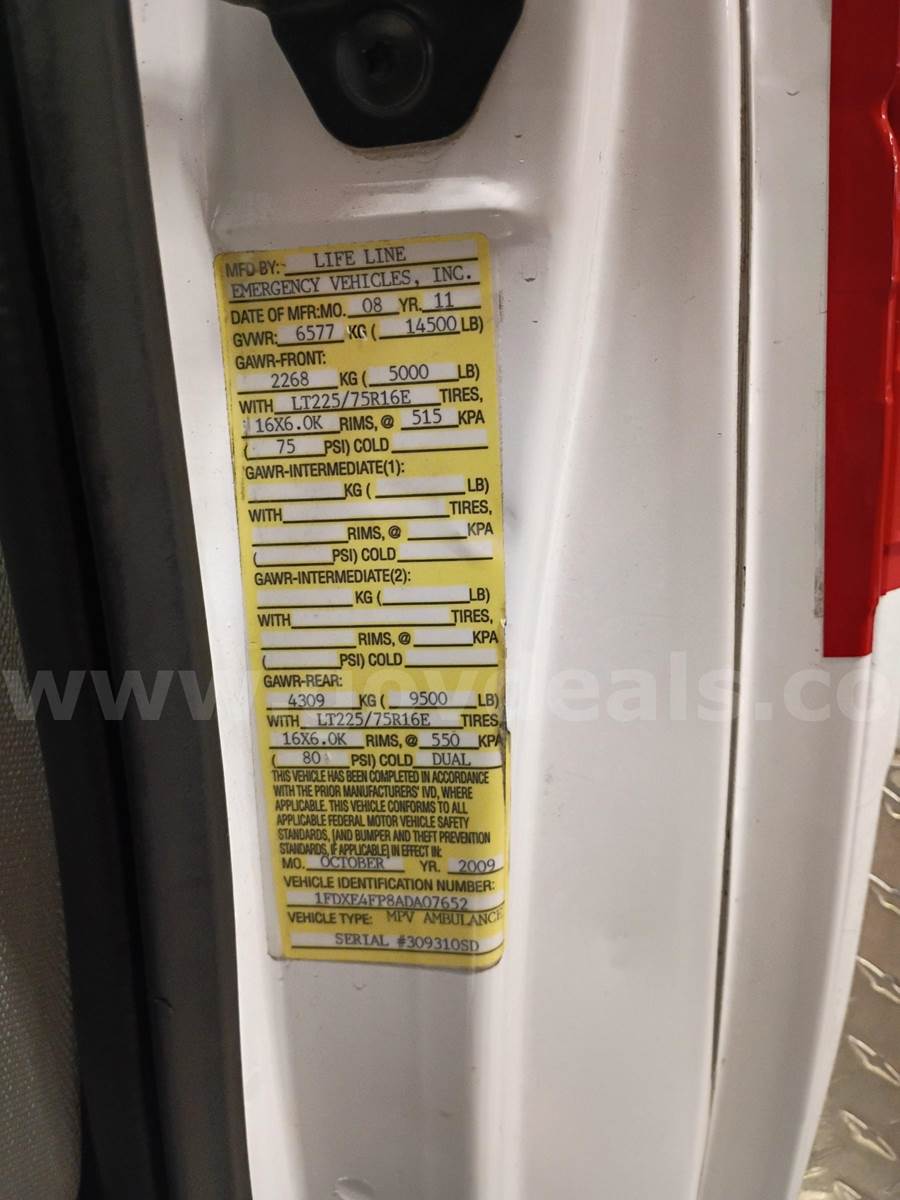 MFD BY: LIFE LINE
EMERGENCY VEHICLES, INC.
DATE OF MFR: MO. 08 YR. 11
GVWR: 6577 KG ( 14500 LB)
GAWR-FRONT:
2268 KG ( 5000 LB)
WITH LT225/75R16E TIRES,
16X6.0K RIMS, @ 515 KPA
( 75 PSI) COLD
GAWR-INTERMEDIATE(1):
KG ( LB)
WITH TIRES,
RIMS, @ KPA
( PSI) COLD
GAWR-INTERMEDIATE(2):
KG ( LB)
WITH TIRES,
RIMS, @ KPA
( PSI) COLD
GAWR-REAR:
www.govdeals.co
4309 KG ( 9500 LB)
WITH LT225/75R16E TIRES,
16X6.0K RIMS, @ 550 KPA
( 80 PSI) COLD DUAL
THIS VEHICLE HAS BEEN COMPLETED IN ACCORDANCE
WITH THE PRIOR MANUFACTURERS' IVD, WHERE
APPLICABLE. THIS VEHICLE CONFORMS TO ALL
APPLICABLE FEDERAL MOTOR VEHICLE SAFETY
STANDARDS, [AND BUMPER AND THEFT PREVENTION
STANDARDS, IF APPLICABLE] IN EFFECT IN:
MO. OCTOBER YR. 2009
VEHICLE IDENTIFICATION NUMBER:
1FDXE4FP8ADA07652
VEHICLE TYPE: MPV AMBULANCE
SERIAL #309310SD